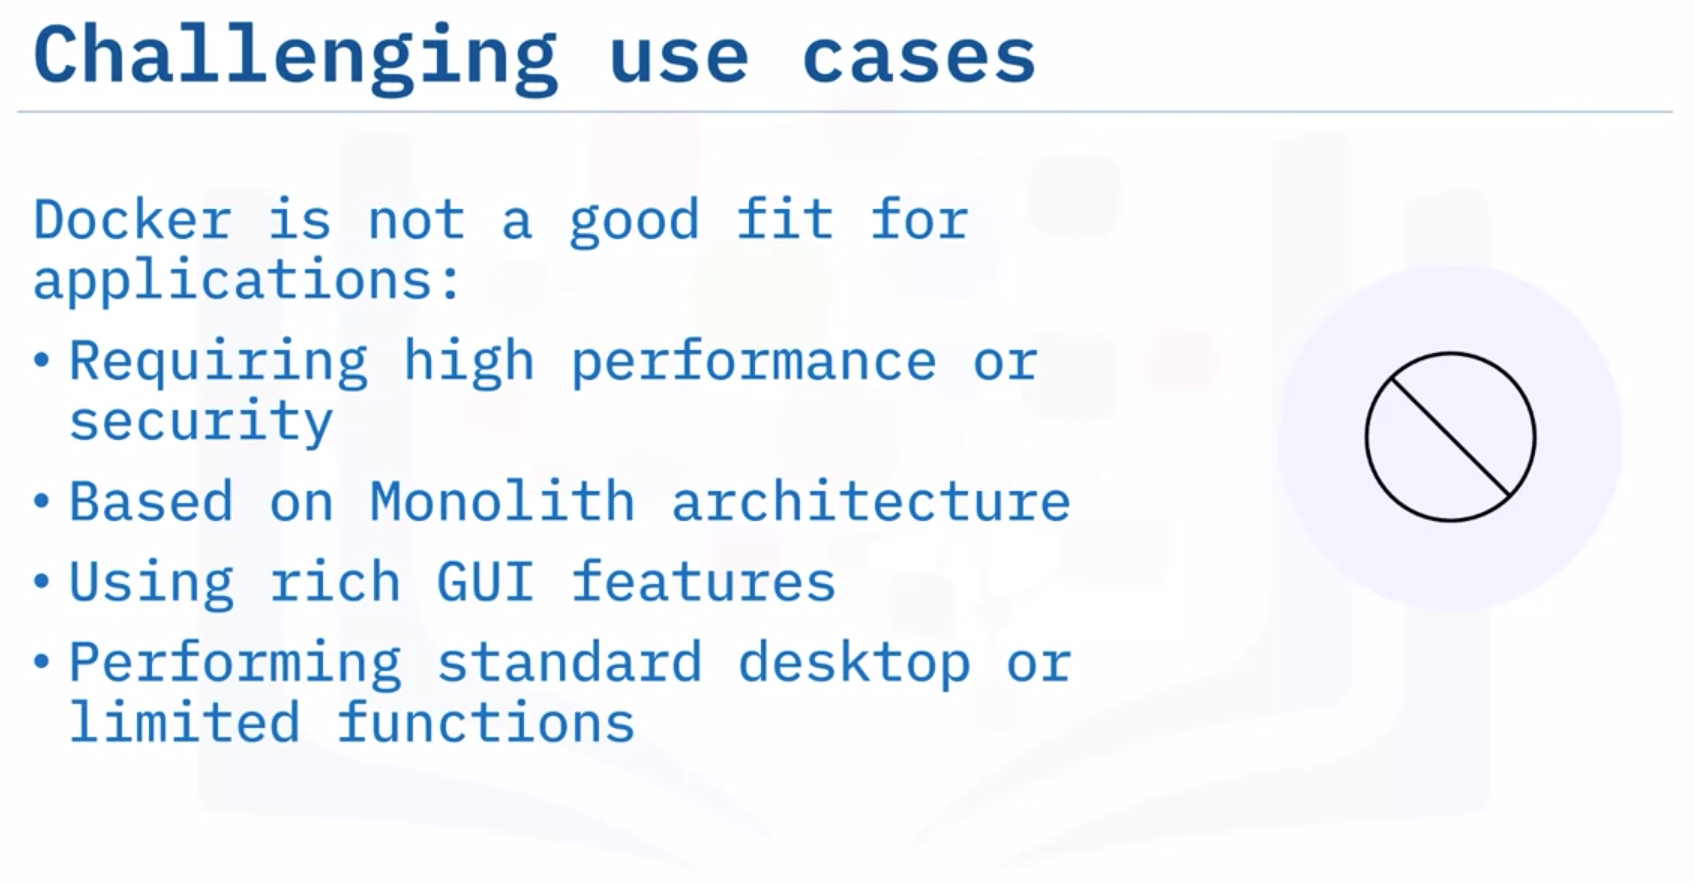 Challenging use cases
Docker is not a good fit for
applications:
• Requiring high performance or
security
• Based on Monolith architecture
• Using rich GUI features
• Performing standard desktop or
limited functions